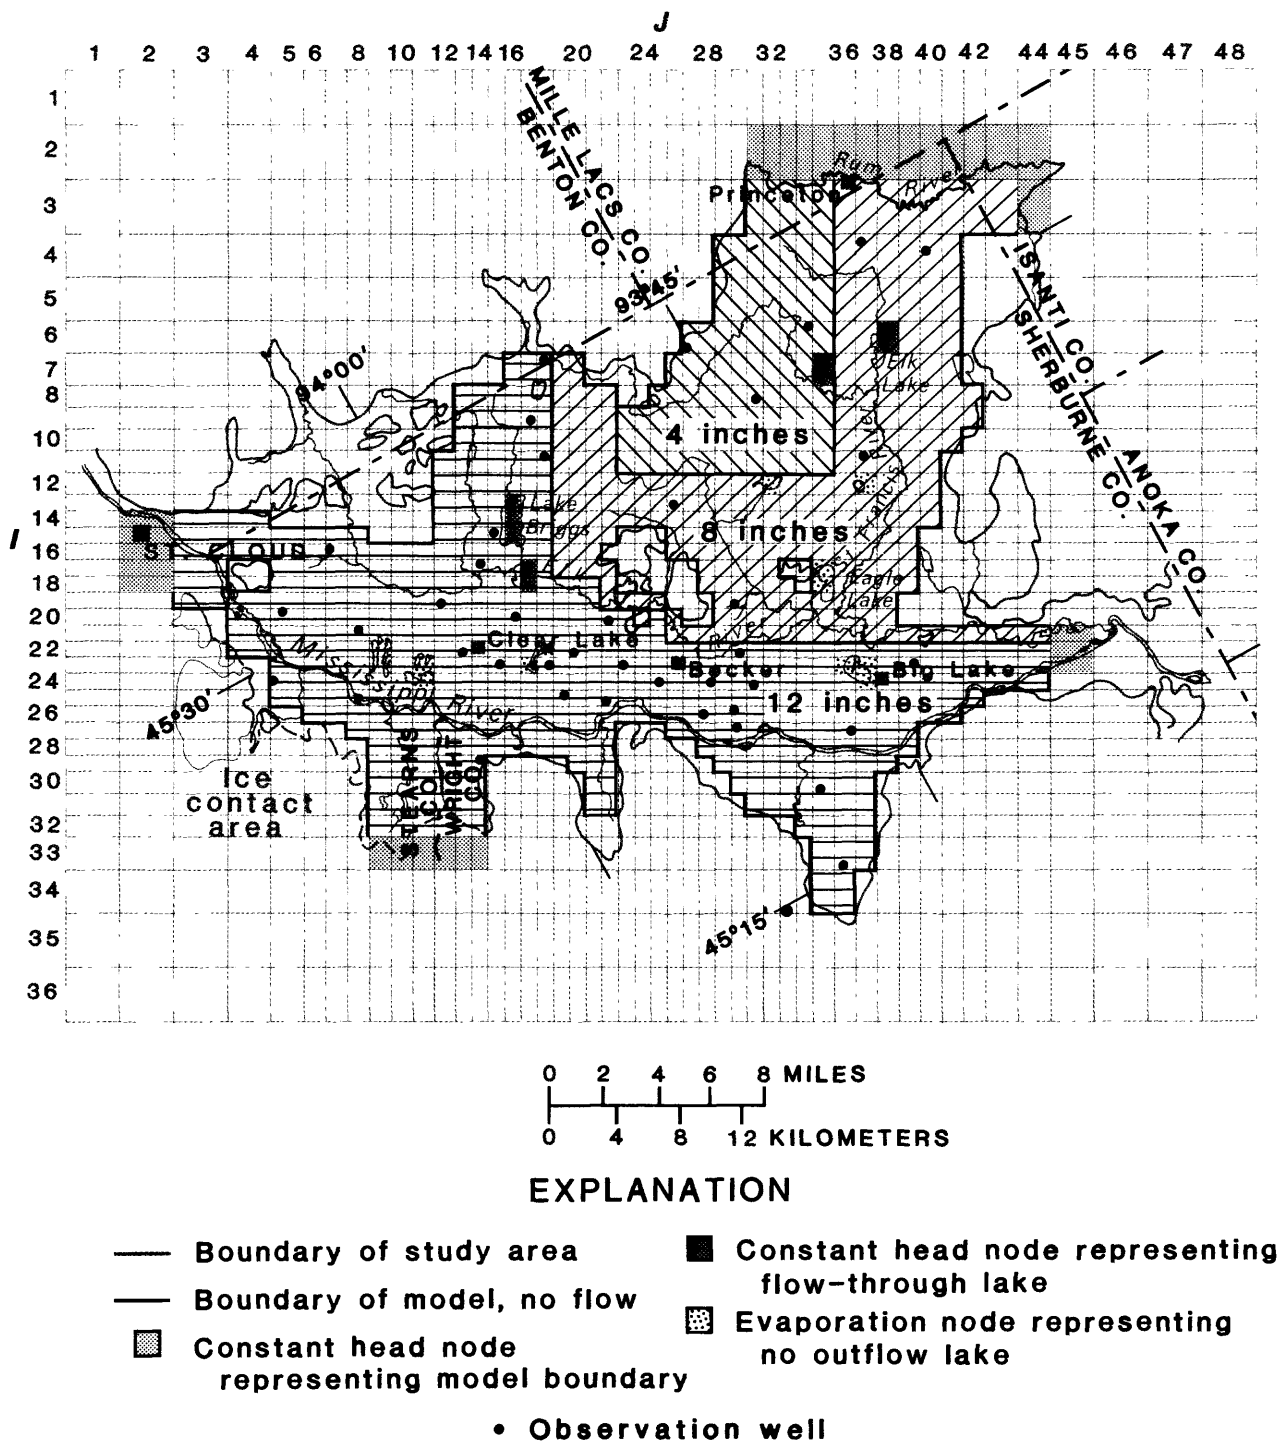 J
1 2 3 4 5 6 8 10 12 14 16 20 24 28 32 36 38 40 42 44 45 46 47 48
1
2
3
4
5
6
7
8
10
12
14
I
16
18
20
22
24
26
28
30
32
33
34
35
36
MILLE LACS CO.
BENTON CO.
Rum River
Princeton
93°45'
ISANTI CO.
SHERBURNE CO.
ANOKA CO.
94°00'
Elk
Lake
4 inches
River
St Francis
Lake
Briggs
8 inches
ST. CLOUD
Eagle
Lake
River
Clear Lake
Mississippi
River
Becker
Big Lake
12 inches
45°30'
STEARNS
CO.
WRIGHT
CO.
Ice
contact
area
45°15'
0 2 4 6 8 MILES
0 4 8 12 KILOMETERS
EXPLANATION
Boundary of study area
Boundary of model, no flow
Constant head node
representing model boundary
Constant head node representing
flow-through lake
Evaporation node representing
no outflow lake
Observation well